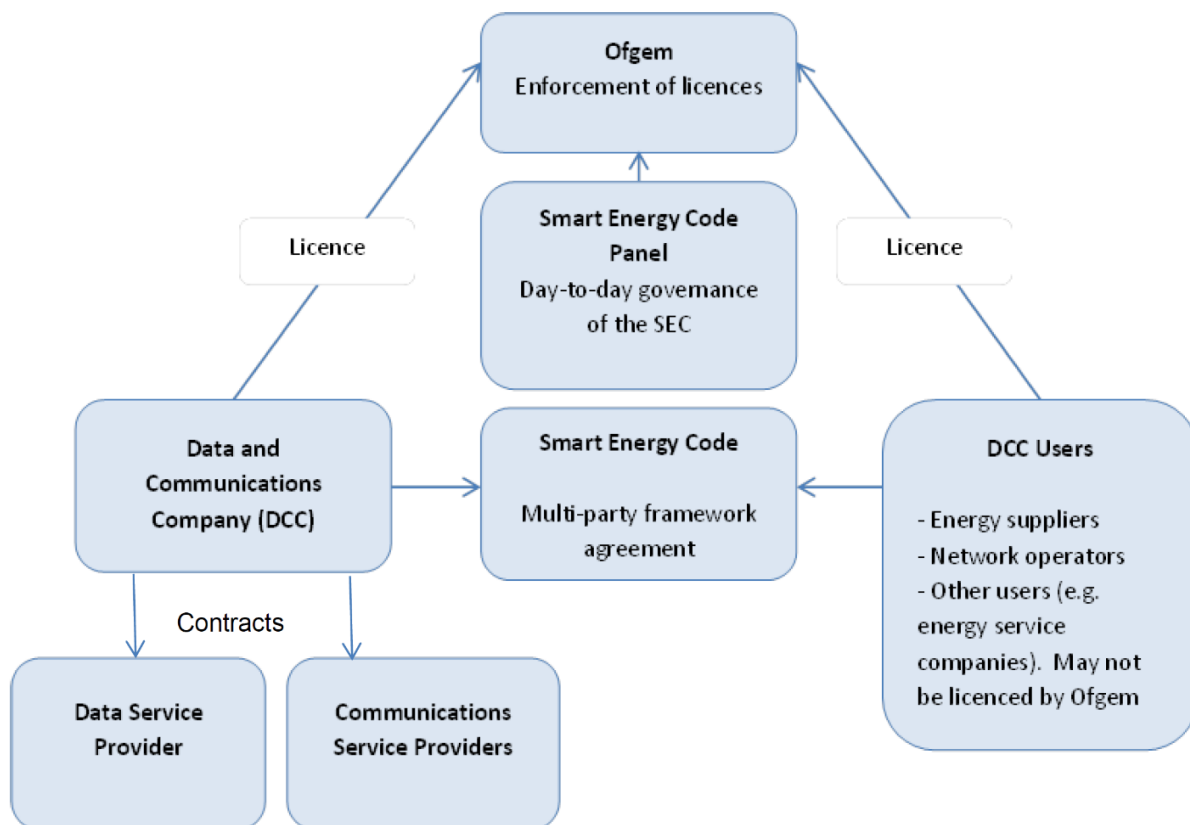 Ofgem
Enforcement of licences
Smart Energy Code
Panel
Day-to-day governance
of the SEC
Licence
Licence
Data and
Communications
Company (DCC)
Smart Energy Code
Multi-party framework
agreement
DCC Users
- Energy suppliers
- Network operators
- Other users (e.g.
energy service
companies).  May not
be licenced by Ofgem
Contracts
Data Service
Provider
Communications
Service Providers